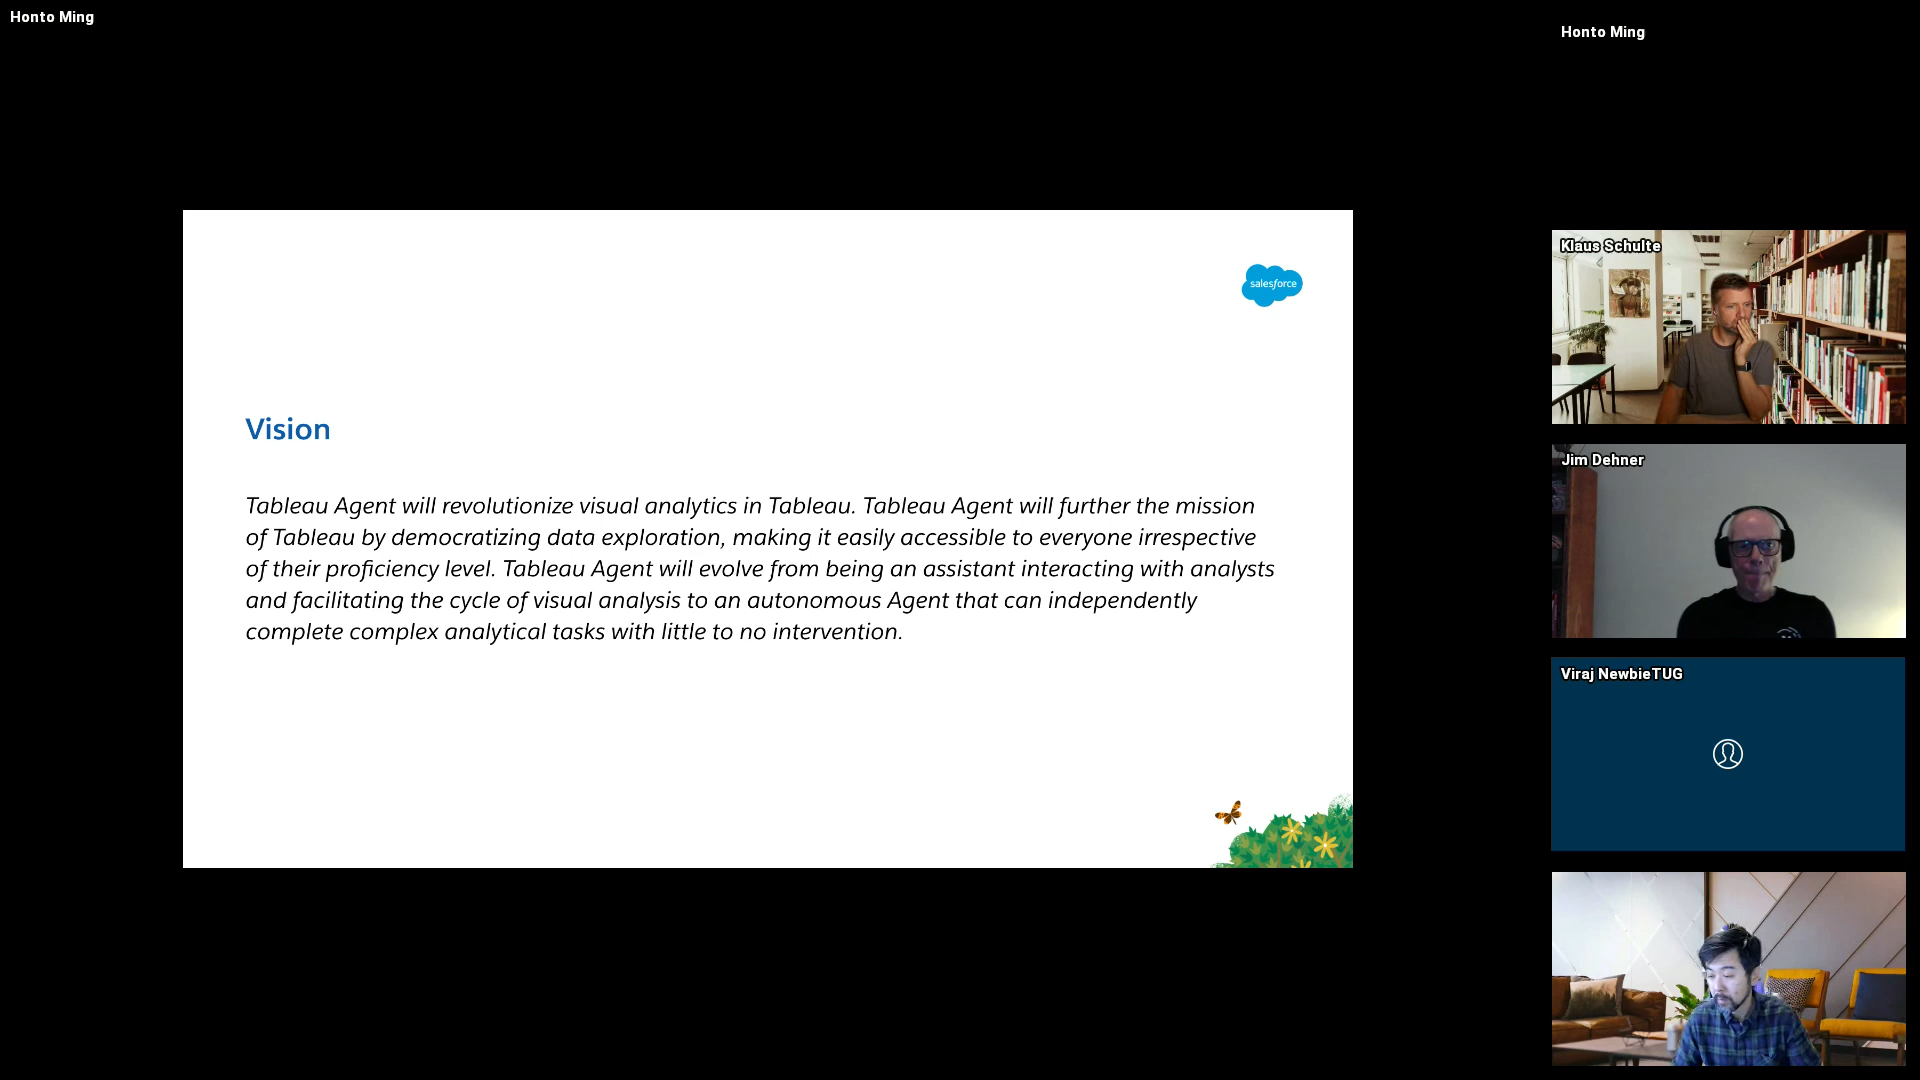 Honto Ming
Honto Ming
salesforce
Vision
Tableau Agent will revolutionize visual analytics in Tableau. Tableau Agent will further the mission
of Tableau by democratizing data exploration, making it easily accessible to everyone irrespective
of their proficiency level. Tableau Agent will evolve from being an assistant interacting with analysts
and facilitating the cycle of visual analysis to an autonomous Agent that can independently
complete complex analytical tasks with little to no intervention.
Klaus Schulte
Jim Dehner
Viraj NewbieTUG